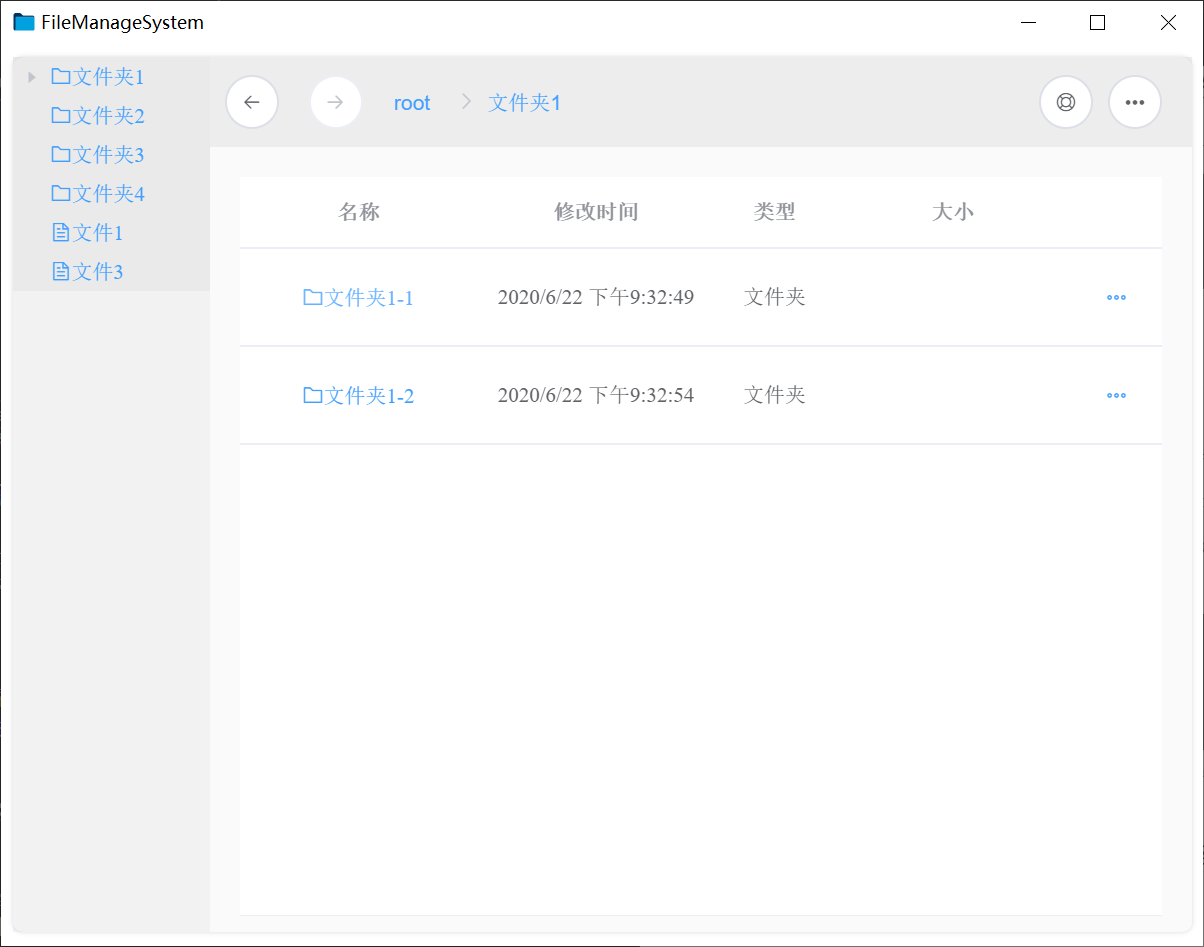 FileManageSystem
文件夹1
文件夹2
文件夹3
文件夹4
文件1
文件3
root 文件夹1
名称 修改时间 类型 大小
文件夹1-1 2020/6/22 下午9:32:49 文件夹
文件夹1-2 2020/6/22 下午9:32:54 文件夹